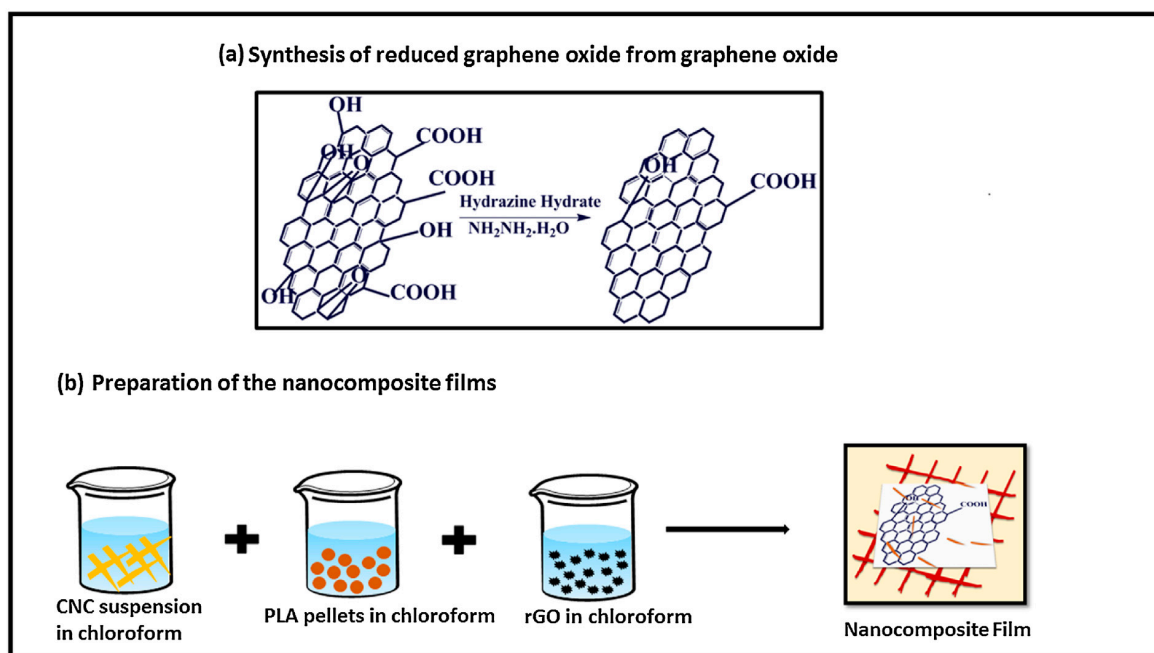 (a) Synthesis of reduced graphene oxide from graphene oxide
OH
COOH
OH
O
COOH
Hydrazine Hydrate
NH₂NH₂.H₂O
OH
O
OH
COOH
OH
COOH
(b) Preparation of the nanocomposite films
OH
COOH
CNC suspension
in chloroform
PLA pellets in chloroform
rGO in chloroform
Nanocomposite Film